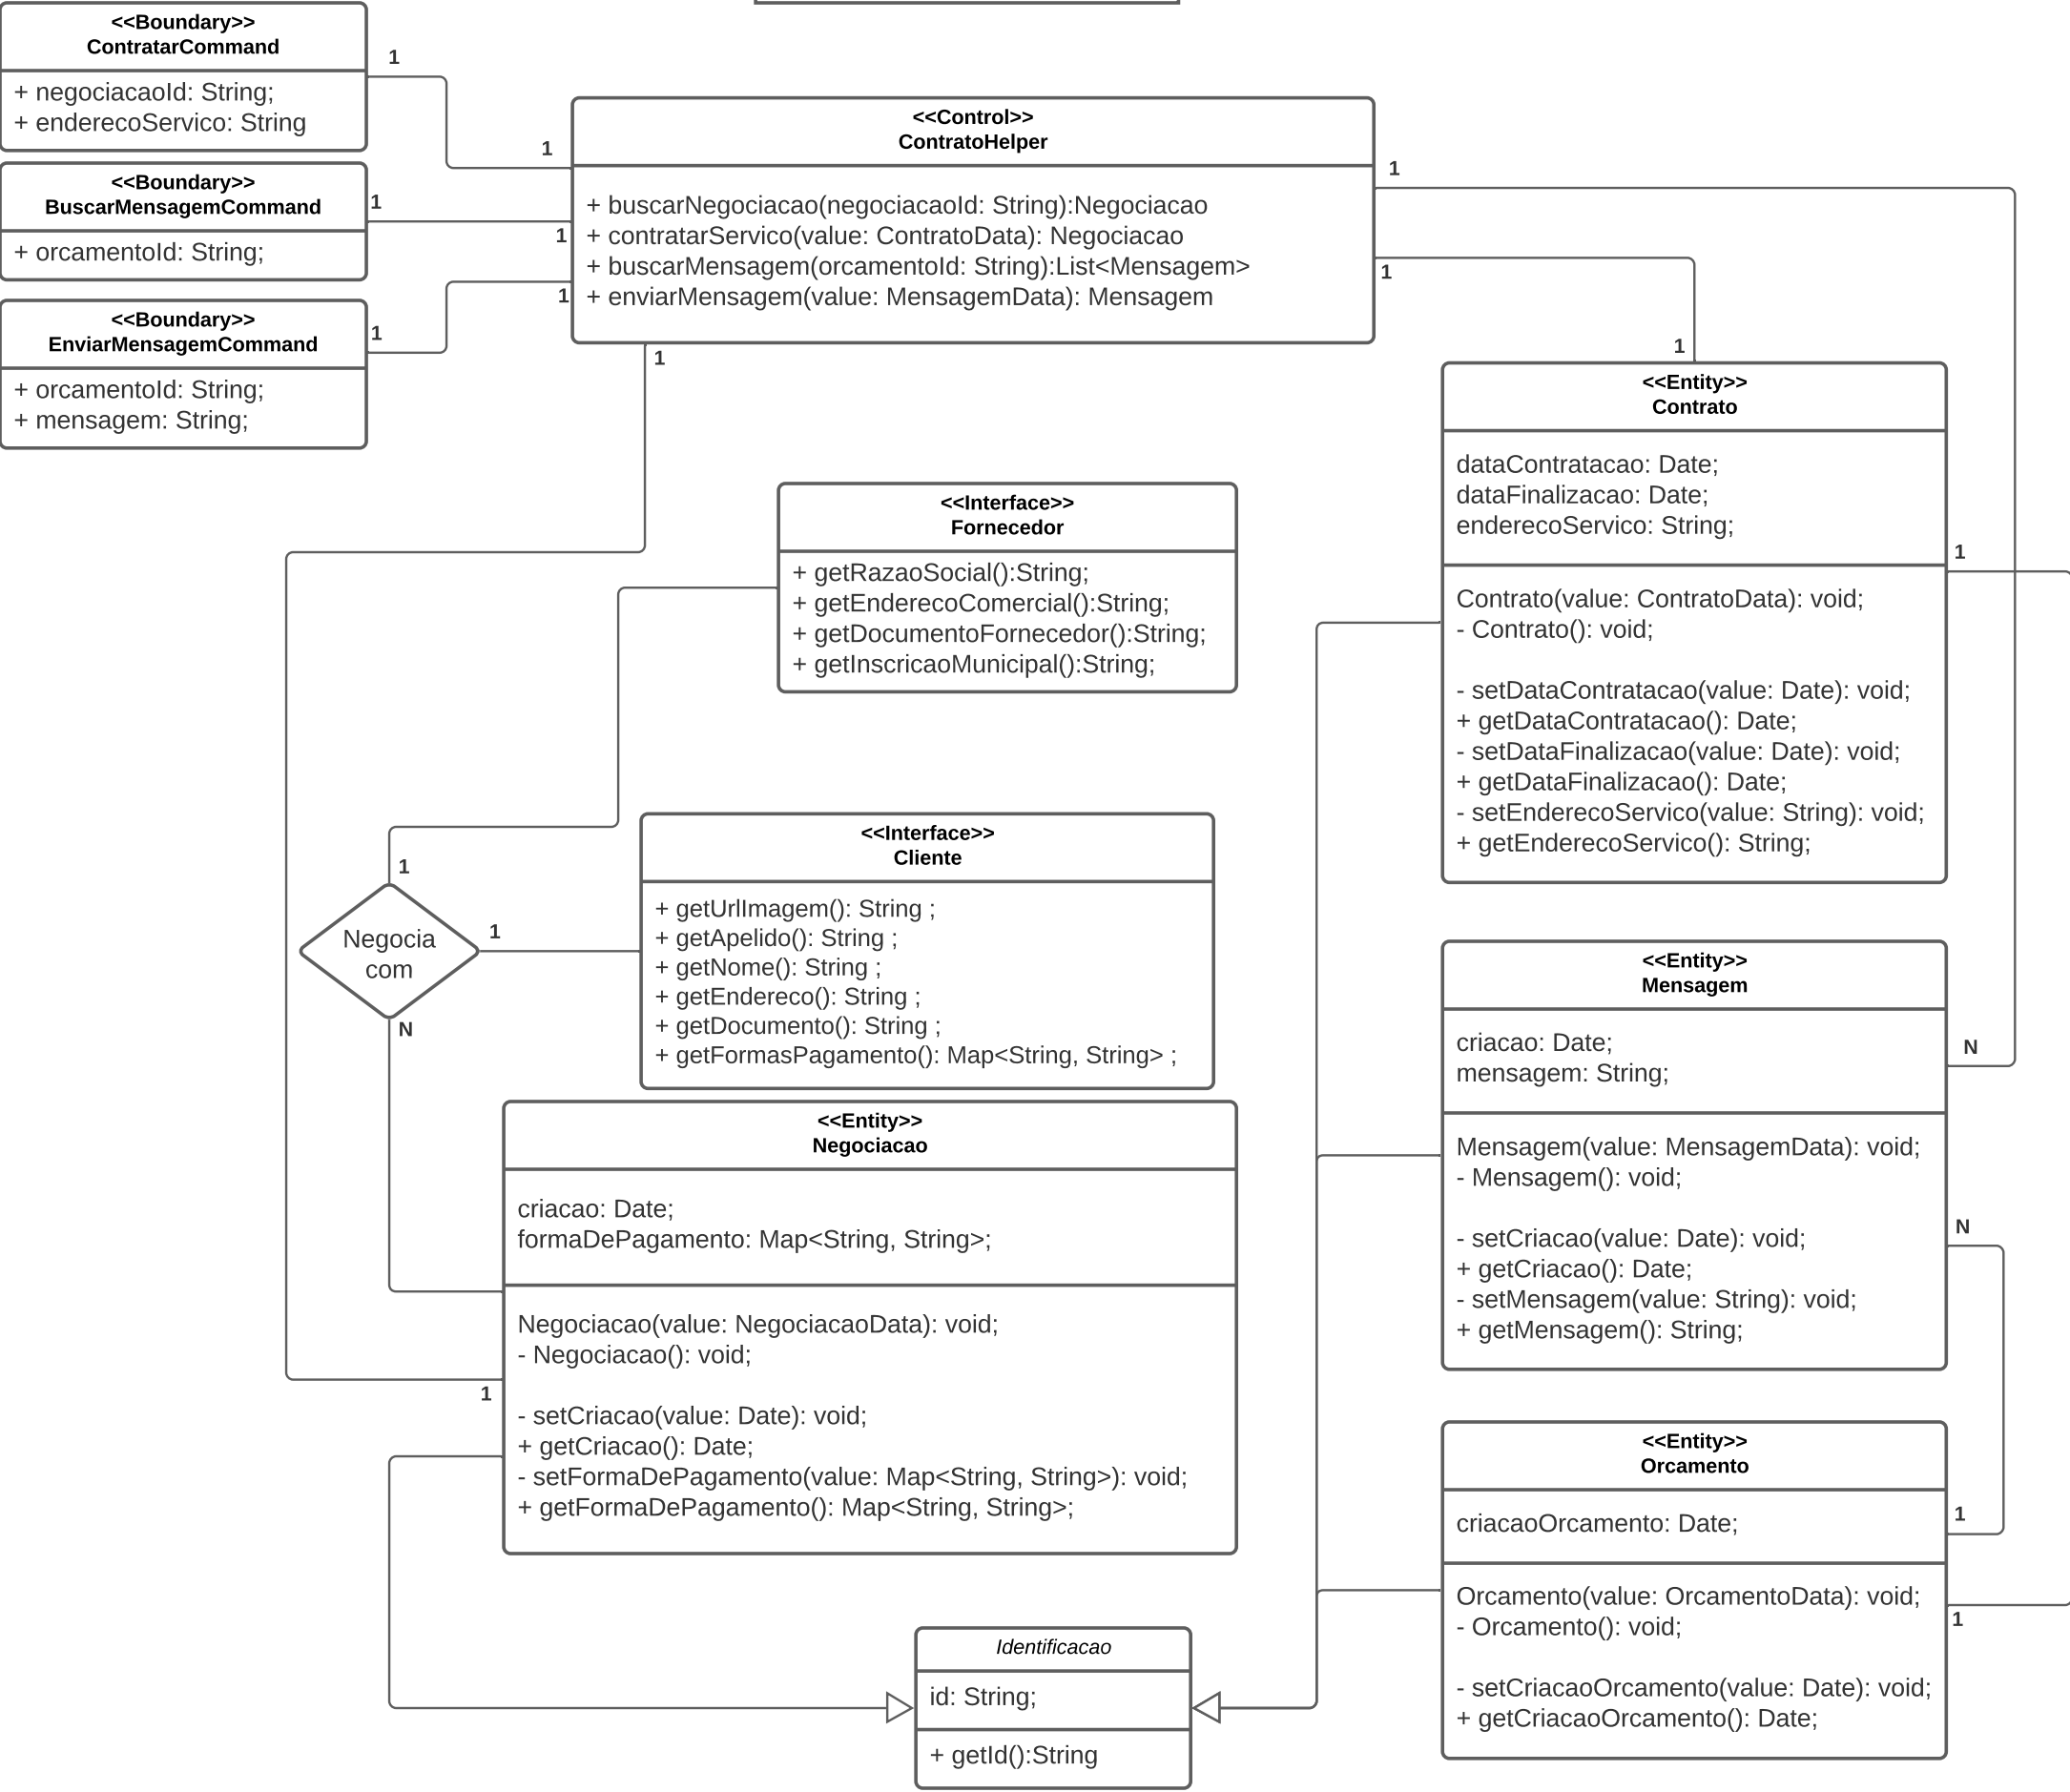 <<Boundary>>
ContratarCommand
+ negociacaoId: String;
+ enderecoServico: String
1
1
<<Boundary>>
BuscarMensagemCommand
+ orcamentoId: String;
1
1
<<Boundary>>
EnviarMensagemCommand
+ orcamentoId: String;
+ mensagem: String;
1
1
<<Control>>
ContratoHelper
+ buscarNegociacao(negociacaoId: String):Negociacao
+ contratarServico(value: ContratoData): Negociacao
+ buscarMensagem(orcamentoId: String):List<Mensagem>
+ enviarMensagem(value: MensagemData): Mensagem
1
1
1
1
<<Entity>>
Contrato
dataContratacao: Date;
dataFinalizacao: Date;
enderecoServico: String;
Contrato(value: ContratoData): void;
- Contrato(): void;
- setDataContratacao(value: Date): void;
+ getDataContratacao(): Date;
- setDataFinalizacao(value: Date): void;
+ getDataFinalizacao(): Date;
- setEnderecoServico(value: String): void;
+ getEnderecoServico(): String;
1
<<Interface>>
Fornecedor
+ getRazaoSocial():String;
+ getEnderecoComercial():String;
+ getDocumentoFornecedor():String;
+ getInscricaoMunicipal():String;
1
Negocia
com
1
N
<<Interface>>
Cliente
+ getUrlImagem(): String ;
+ getApelido(): String ;
+ getNome(): String ;
+ getEndereco(): String ;
+ getDocumento(): String ;
+ getFormasPagamento(): Map<String, String> ;
<<Entity>>
Mensagem
criacao: Date;
mensagem: String;
Mensagem(value: MensagemData): void;
- Mensagem(): void;
- setCriacao(value: Date): void;
+ getCriacao(): Date;
- setMensagem(value: String): void;
+ getMensagem(): String;
N
N
<<Entity>>
Negociacao
criacao: Date;
formaDePagamento: Map<String, String>;
Negociacao(value: NegociacaoData): void;
- Negociacao(): void;
- setCriacao(value: Date): void;
+ getCriacao(): Date;
- setFormaDePagamento(value: Map<String, String>): void;
+ getFormaDePagamento(): Map<String, String>;
1
<<Entity>>
Orcamento
criacaoOrcamento: Date;
Orcamento(value: OrcamentoData): void;
- Orcamento(): void;
- setCriacaoOrcamento(value: Date): void;
+ getCriacaoOrcamento(): Date;
1
1
Identificacao
id: String;
+ getId():String